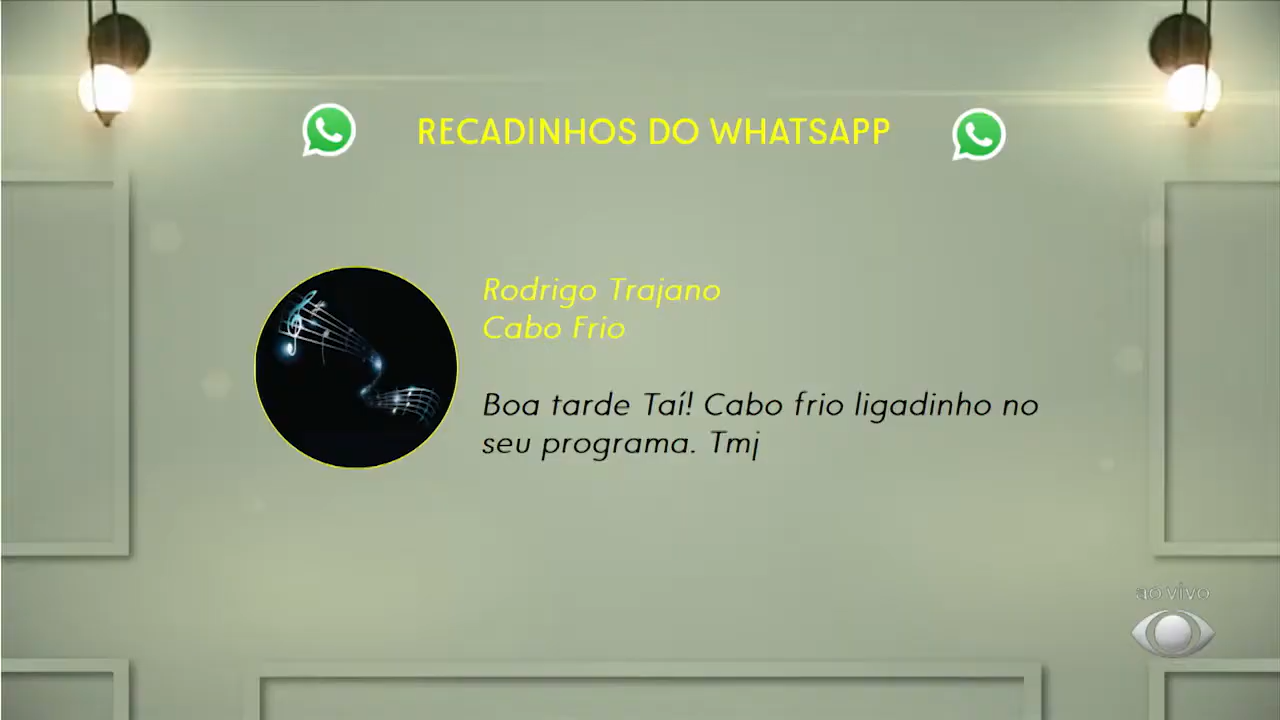 RECADINHOS DO WHATSAPP
Rodrigo Trajano
Cabo Frio
Boa tarde Taí! Cabo frio ligadinho no
seu programa. Tmj
ao vivo